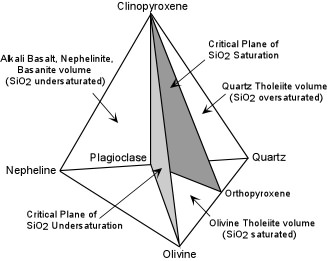 Clinopyroxene
Critical Plane of
SiO2 Saturation
Alkali Basalt, Nephelinite,
Basanite volume
(SiO2 undersaturated)
Quartz Tholeiite volume
(SiO2 oversaturated)
Plagioclase
Quartz
Nepheline
Orthopyroxene
Critical Plane of
SiO2 Undersaturation
Olivine Tholeiite volume
(SiO2 saturated)
Olivine